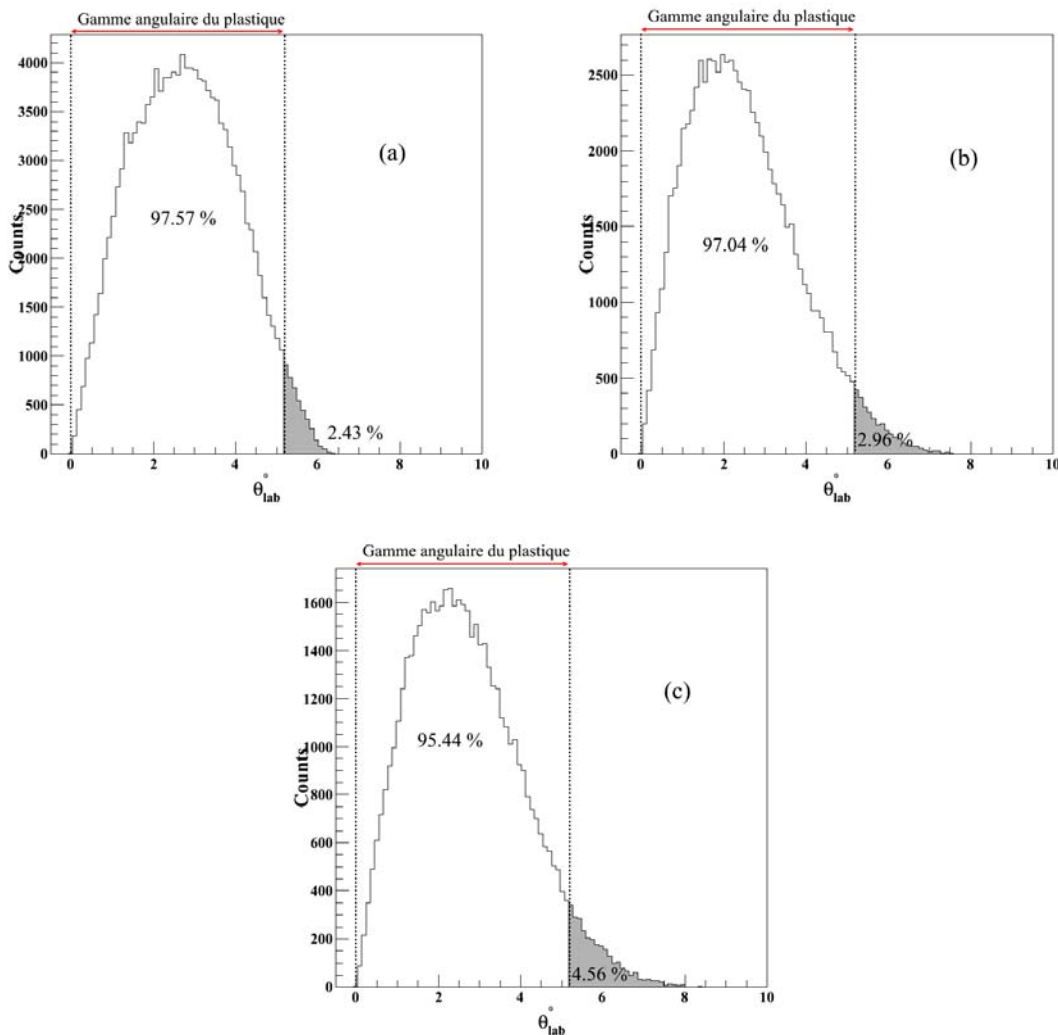 Gamme angulaire du plastique
4000
3500
3000
2500
2000
1500
1000
500
0
Counts
(a)
97.57 %
2.43 %
0 2 4 6 8 10
θ°lab
Gamme angulaire du plastique
2500
2000
1500
1000
500
0
Counts
(b)
97.04 %
2.96 %
0 2 4 6 8 10
θ°lab
Gamme angulaire du plastique
1600
1400
1200
1000
800
600
400
200
0
Counts
(c)
95.44 %
4.56 %
0 2 4 6 8 10
θ°lab